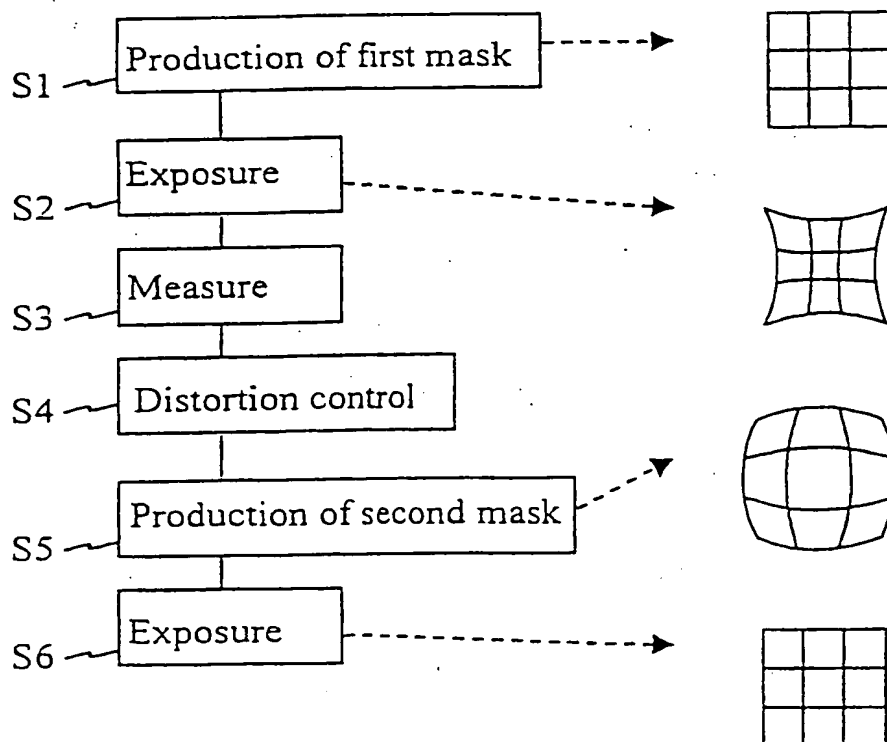 Production of first mask
S1
Exposure
S2
Measure
S3
Distortion control
S4
Production of second mask
S5
Exposure
S6